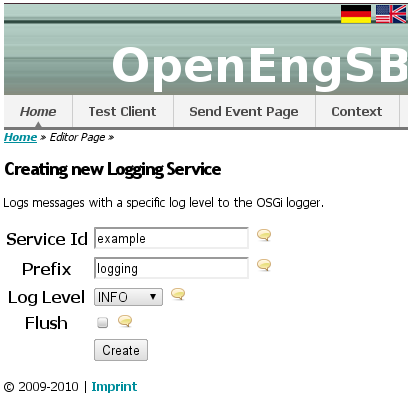 OpenEngSB
Home Test Client Send Event Page Context
Home » Editor Page »
Creating new Logging Service
Logs messages with a specific log level to the OSGi logger.
Service Id example
Prefix logging
Log Level INFO
Flush
Create
© 2009-2010 | Imprint